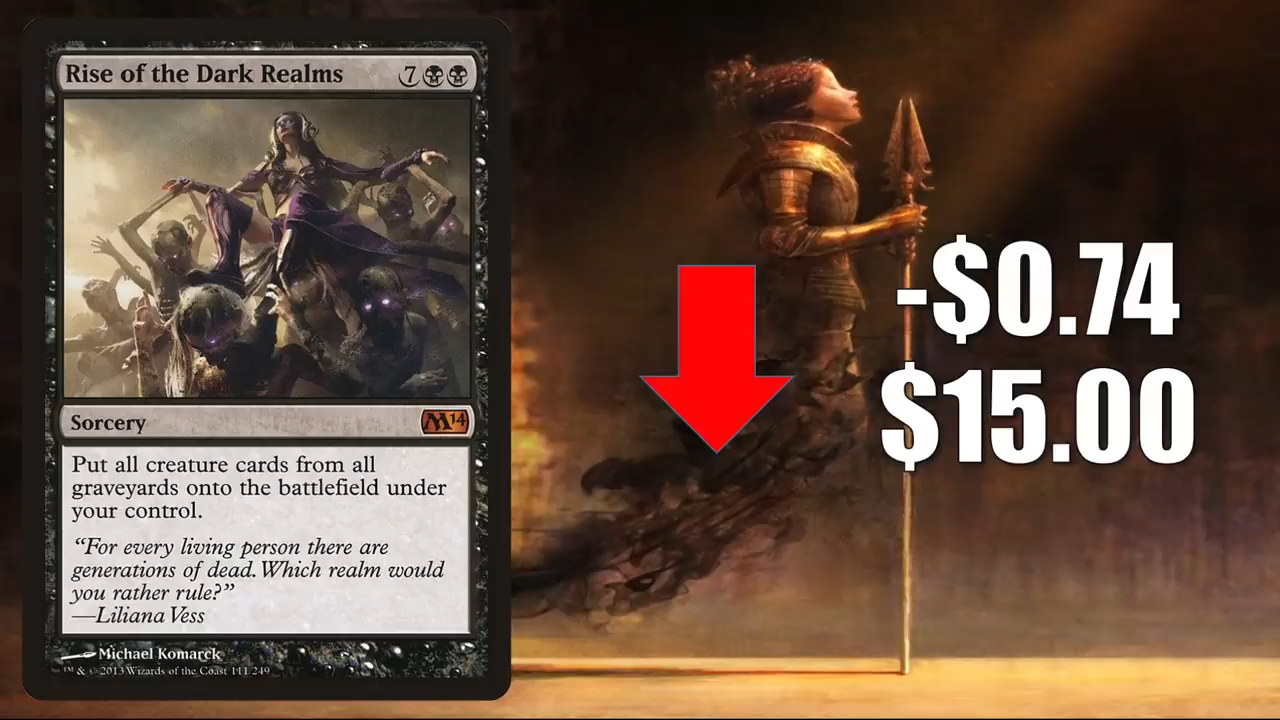 Rise of the Dark Realms 7
Sorcery M14
Put all creature cards from all
graveyards onto the battlefield under
your control.
“For every living person there are
generations of dead. Which realm would
you rather rule?”
—Liliana Vess
Michael Komarck
™ & © 2013 Wizards of the Coast 111/249
-$0.74
$15.00